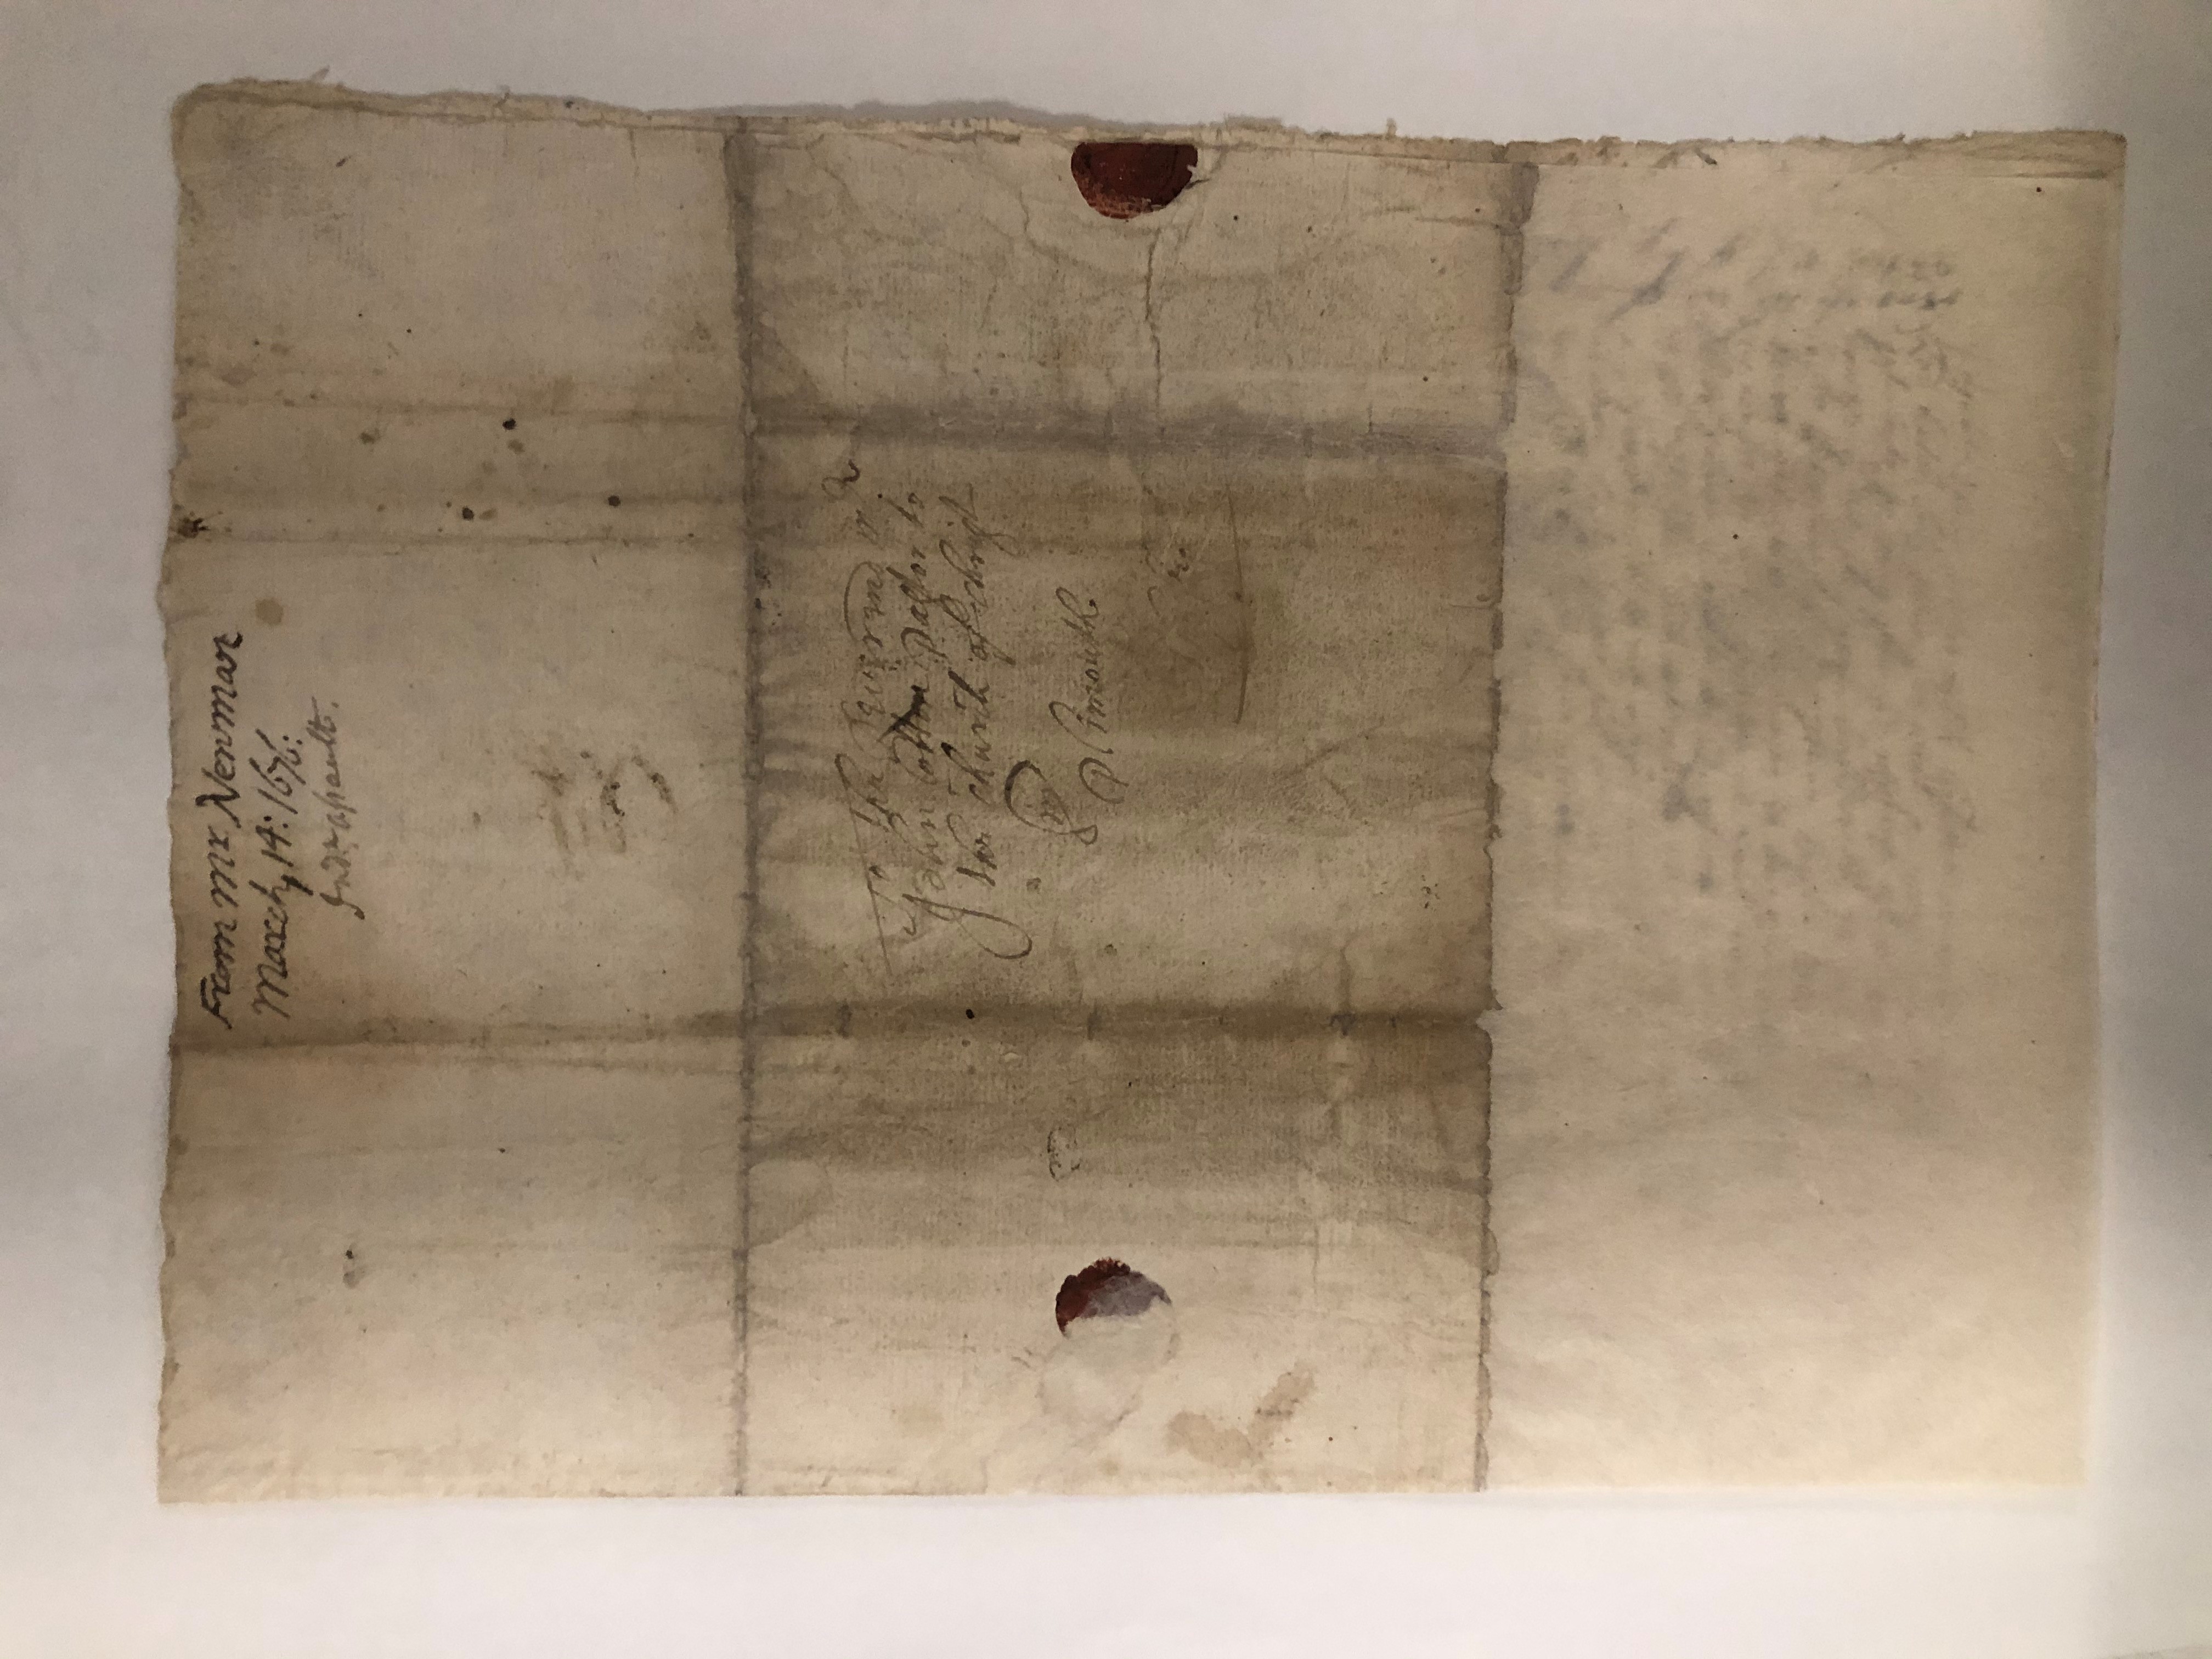 From Mr Newman
March, 14: 1676:
Indn. assault.
To the Reverend mr
John Cotton Pastor to
the church of christ
in
Plimouth